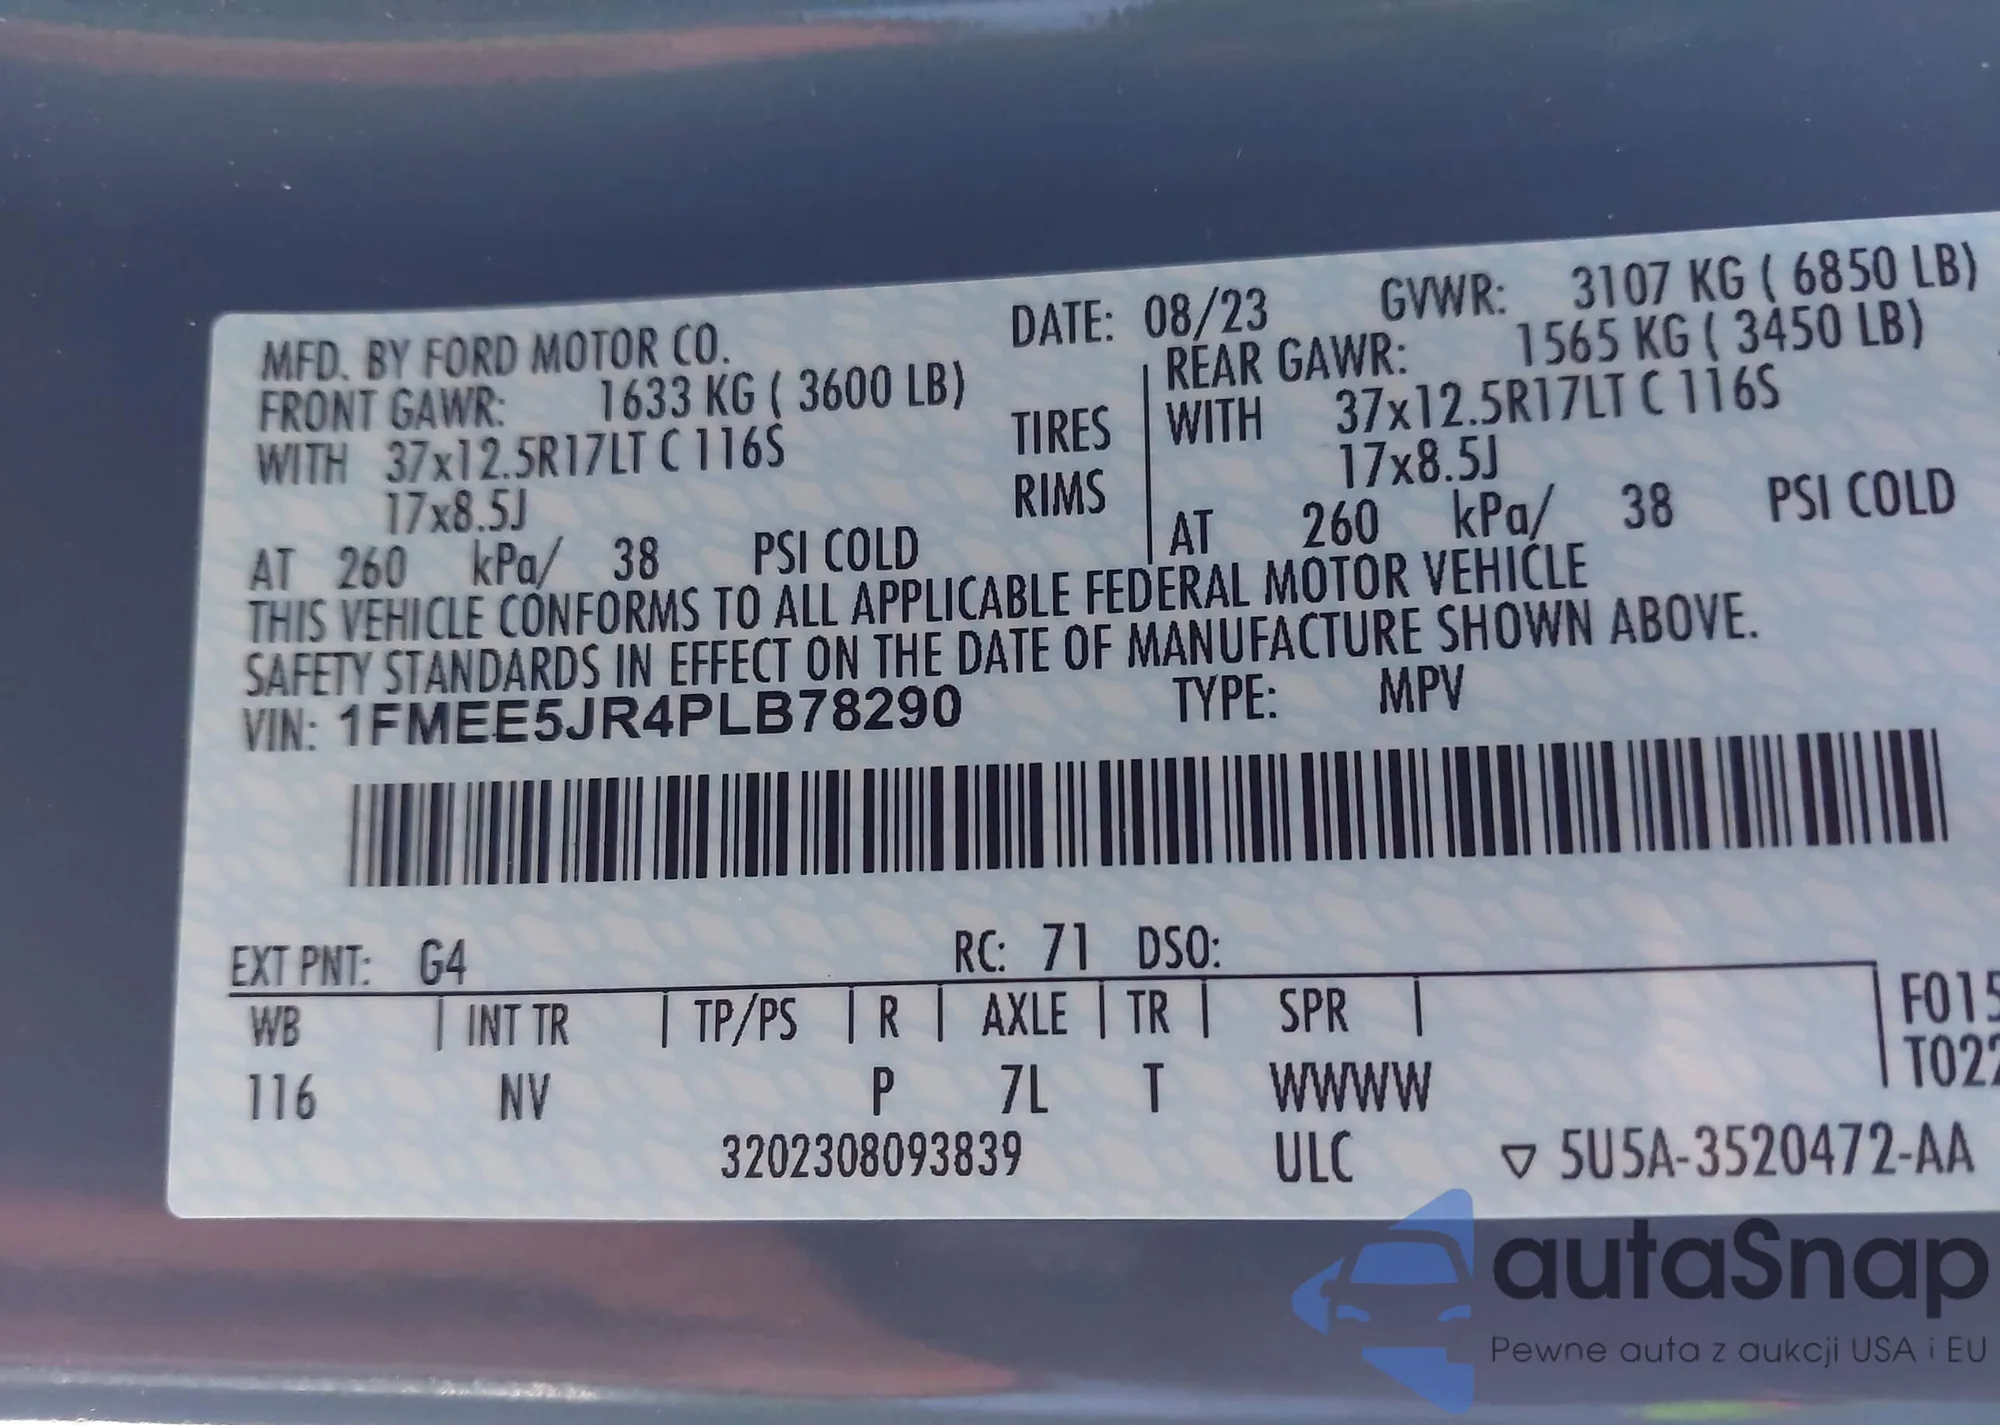 MFD. BY FORD MOTOR CO. DATE: 08/23 GVWR: 3107 KG ( 6850 LB)
FRONT GAWR: 1633 KG ( 3600 LB) REAR GAWR: 1565 KG ( 3450 LB)
WITH 37x12.5R17LT C 116S TIRES WITH 37x12.5R17LT C 116S
17x8.5J RIMS 17x8.5J
AT 260 kPa/ 38 PSI COLD AT 260 kPa/ 38 PSI COLD
THIS VEHICLE CONFORMS TO ALL APPLICABLE FEDERAL MOTOR VEHICLE
SAFETY STANDARDS IN EFFECT ON THE DATE OF MANUFACTURE SHOWN ABOVE.
VIN: 1FMEE5JR4PLB78290 TYPE: MPV
EXT PNT: G4 RC: 71 DSO:
WB INT TR TP/PS R AXLE TR SPR F015
116 NV P 7L T WWWW T022
3202308093839 ULC ▽ 5U5A-3520472-AA
autaSnap
Pewne auta z aukcji USA i EU